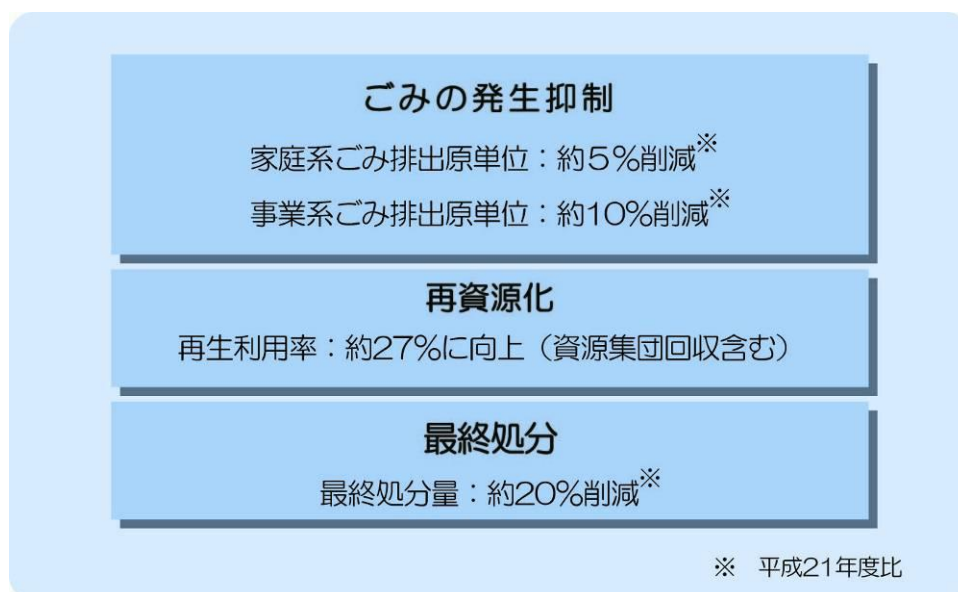 ごみの発生抑制
家庭系ごみ排出原単位：約5%削減※
事業系ごみ排出原単位：約10%削減※
再資源化
再生利用率：約27%に向上（資源集団回収含む）
最終処分
最終処分量：約20%削減※
※　平成21年度比